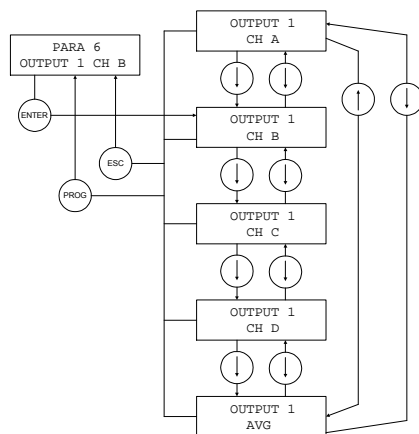 PARA 6
OUTPUT 1 CH B
ENTER
ESC
PROG
OUTPUT 1
CH A
OUTPUT 1
CH B
OUTPUT 1
CH C
OUTPUT 1
CH D
OUTPUT 1
AVG